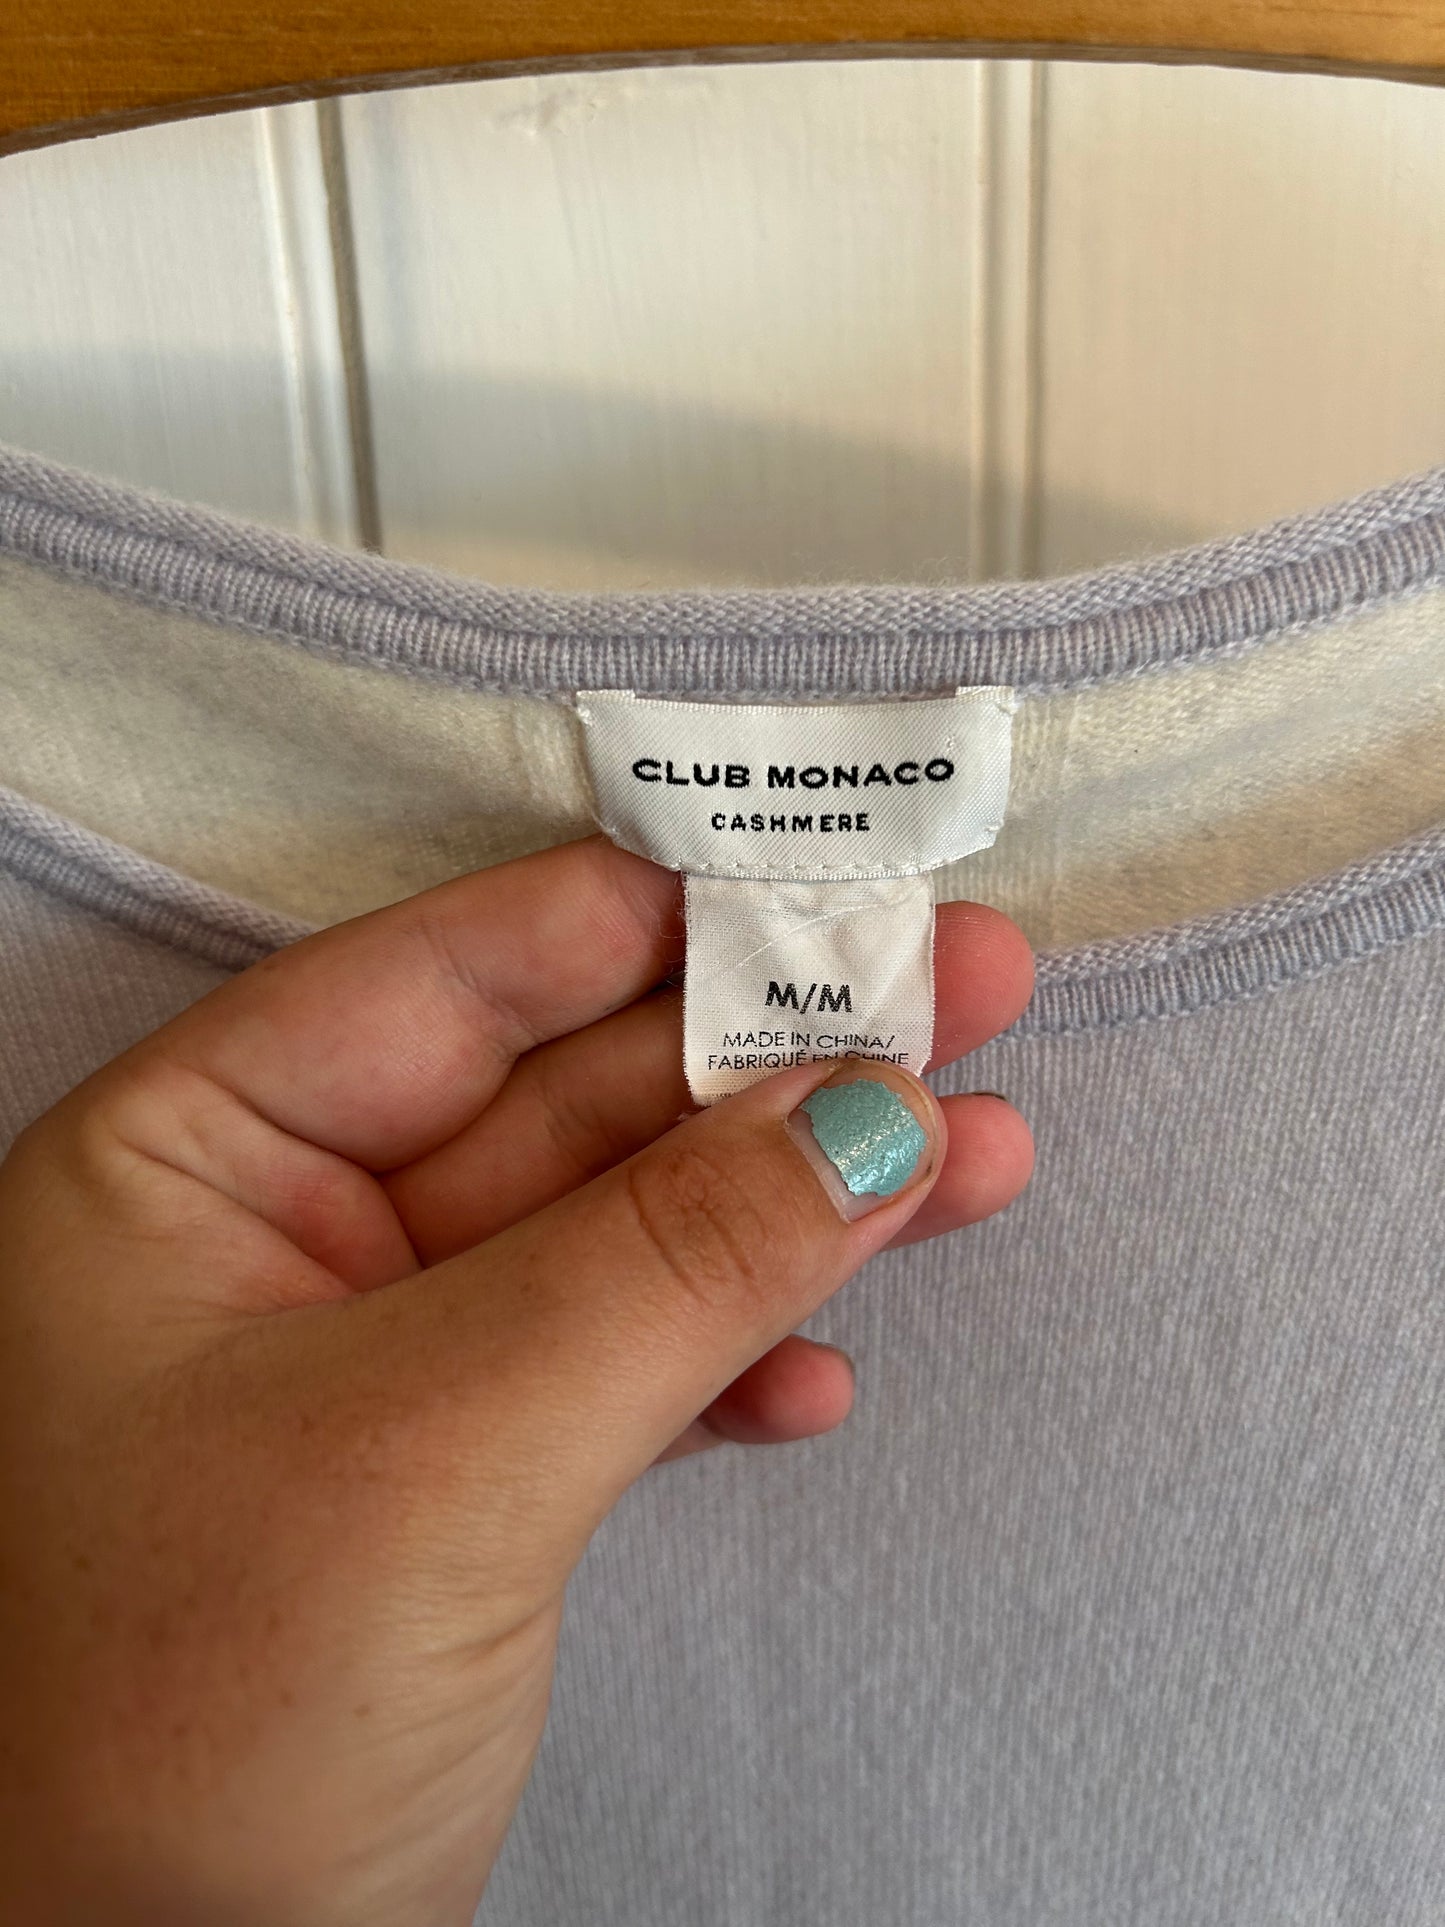 CLUB MONACO
CASHMERE
M/M
MADE IN CHINA/
FABRIQUÉ EN CHINE